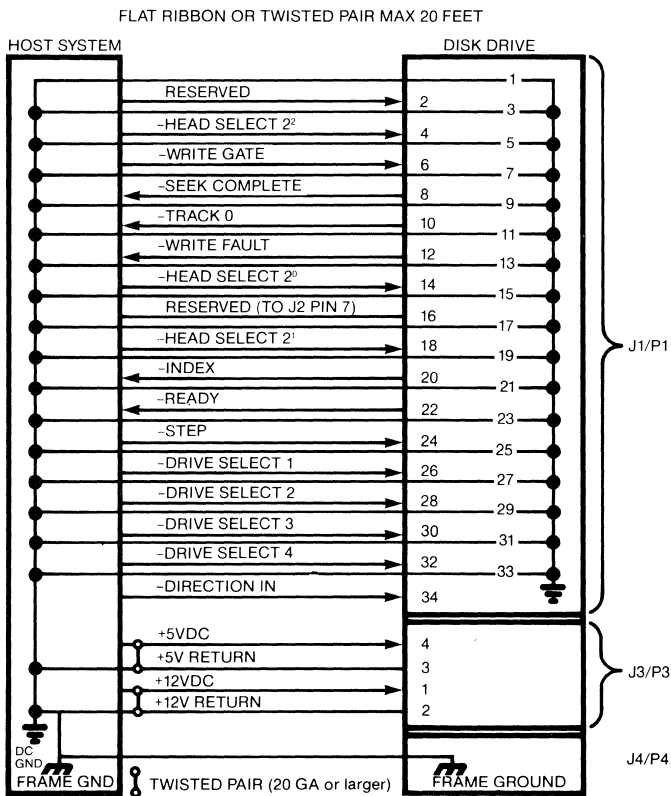 FLAT RIBBON OR TWISTED PAIR MAX 20 FEET
HOST SYSTEM
DISK DRIVE
1
RESERVED
2
3
-HEAD SELECT 2²
4
5
-WRITE GATE
6
7
-SEEK COMPLETE
8
9
-TRACK 0
10
11
-WRITE FAULT
12
13
-HEAD SELECT 2⁰
14
15
RESERVED (TO J2 PIN 7)
16
17
-HEAD SELECT 2¹
18
19
J1/P1
-INDEX
20
21
-READY
22
23
-STEP
24
25
-DRIVE SELECT 1
26
27
-DRIVE SELECT 2
28
29
-DRIVE SELECT 3
30
31
-DRIVE SELECT 4
32
33
-DIRECTION IN
34
+5VDC
4
+5V RETURN
3
J3/P3
+12VDC
1
+12V RETURN
2
DC
GND
J4/P4
FRAME GND
TWISTED PAIR (20 GA or larger)
FRAME GROUND